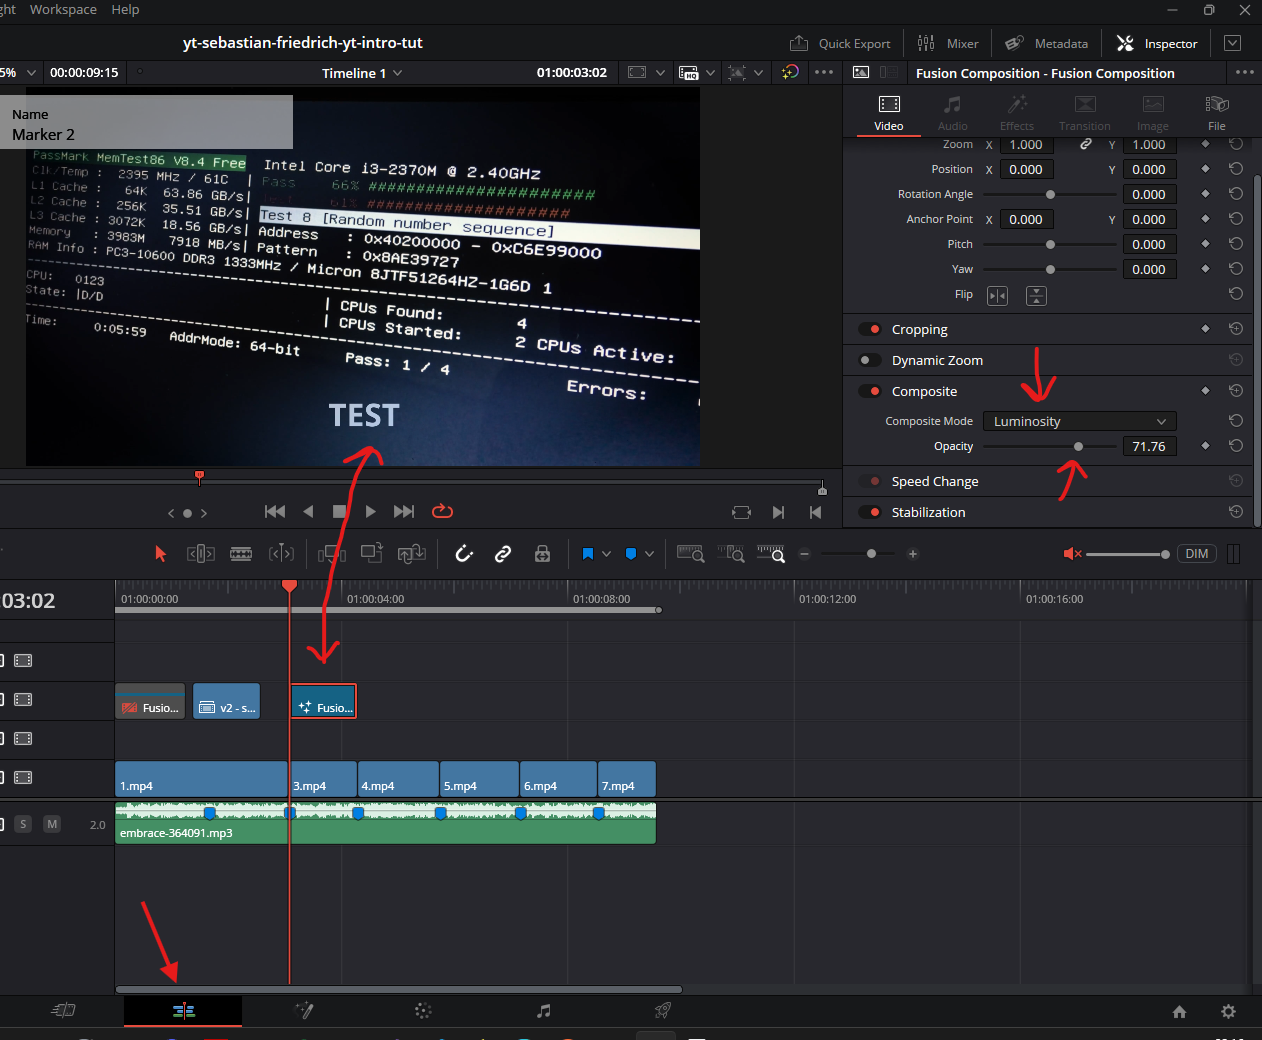 Workspace Help
yt-sebastian-friedrich-yt-intro-tut
Quick Export
Mixer
Metadata
Inspector
5%
00:00:09:15
Timeline 1
01:00:03:02
Fusion Composition - Fusion Composition
Name
Marker 2
Video
Audio
Effects
Transition
Image
File
PassMark MemTest86 V8.4 Free
Intel Core i3-2370M @ 2.40GHz
Clk/Temp : 2395 MHz / 61C | Pass 66% #######################
L1 Cache : 64K 63.86 GB/s| 61% ####################
L2 Cache : 256K 35.51 GB/s| Test 8 [Random number sequence]
L3 Cache : 3072K 18.56 GB/s| Address : 0x40200000 - 0xC6E99000
Memory : 3983M 7918 MB/s| Pattern : 0x8AE39727
RAM Info : PC3-10600 DDR3 1333MHz / Micron 8JTF51264HZ-1G6D 1
CPU: 0123
State: |D/D
| CPUs Found: 4
| CPUs Started: 2 CPUs Active:
Time: 0:05:59 AddrMode: 64-bit Pass: 1 / 4 Errors:
TEST
Zoom X 1.000 Y 1.000
Position X 0.000 Y 0.000
Rotation Angle 0.000
Anchor Point X 0.000 Y 0.000
Pitch 0.000
Yaw 0.000
Flip
Cropping
Dynamic Zoom
Composite
Composite Mode Luminosity
Opacity 71.76
Speed Change
Stabilization
DIM
:03:02
01:00:00:00
01:00:04:00
01:00:08:00
01:00:12:00
01:00:16:00
Fusio...
v2 - s...
Fusio...
1.mp4
3.mp4
4.mp4
5.mp4
6.mp4
7.mp4
S
M
2.0
embrace-364091.mp3